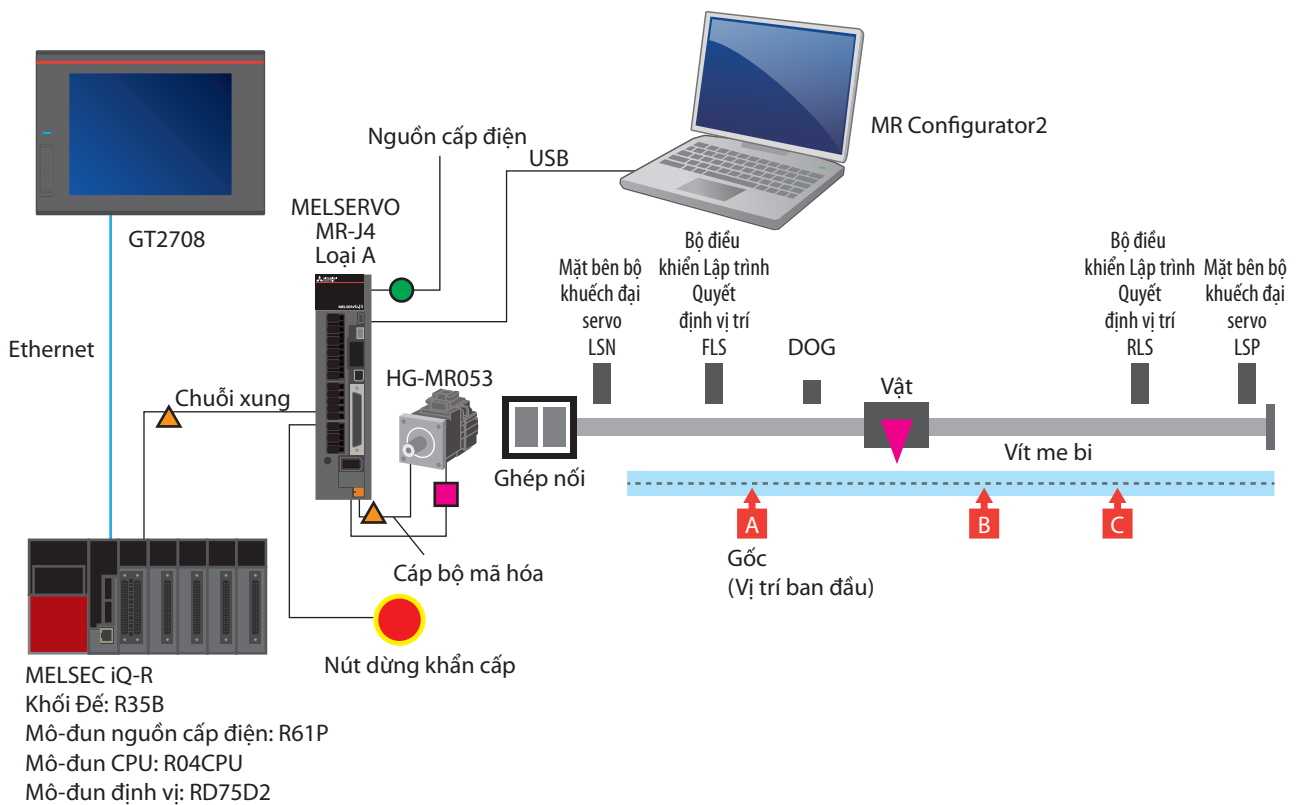 MR Configurator2
Nguồn cấp điện
USB
MELSERVO
MR-J4
Loại A
GT2708
Ethernet
Chuỗi xung
HG-MR053
Ghép nối
Mặt bên bộ
khuếch đại
servo
LSN
Bộ điều
khiển Lập trình
Quyết
định vị trí
FLS
DOG
Vật
Bộ điều
khiển Lập trình
Quyết
định vị trí
RLS
Mặt bên bộ
khuếch đại
servo
LSP
Vít me bi
A
B
C
Gốc
(Vị trí ban đầu)
Cáp bộ mã hóa
Nút dừng khẩn cấp
MELSEC iQ-R
Khối Đế: R35B
Mô-đun nguồn cấp điện: R61P
Mô-đun CPU: R04CPU
Mô-đun định vị: RD75D2